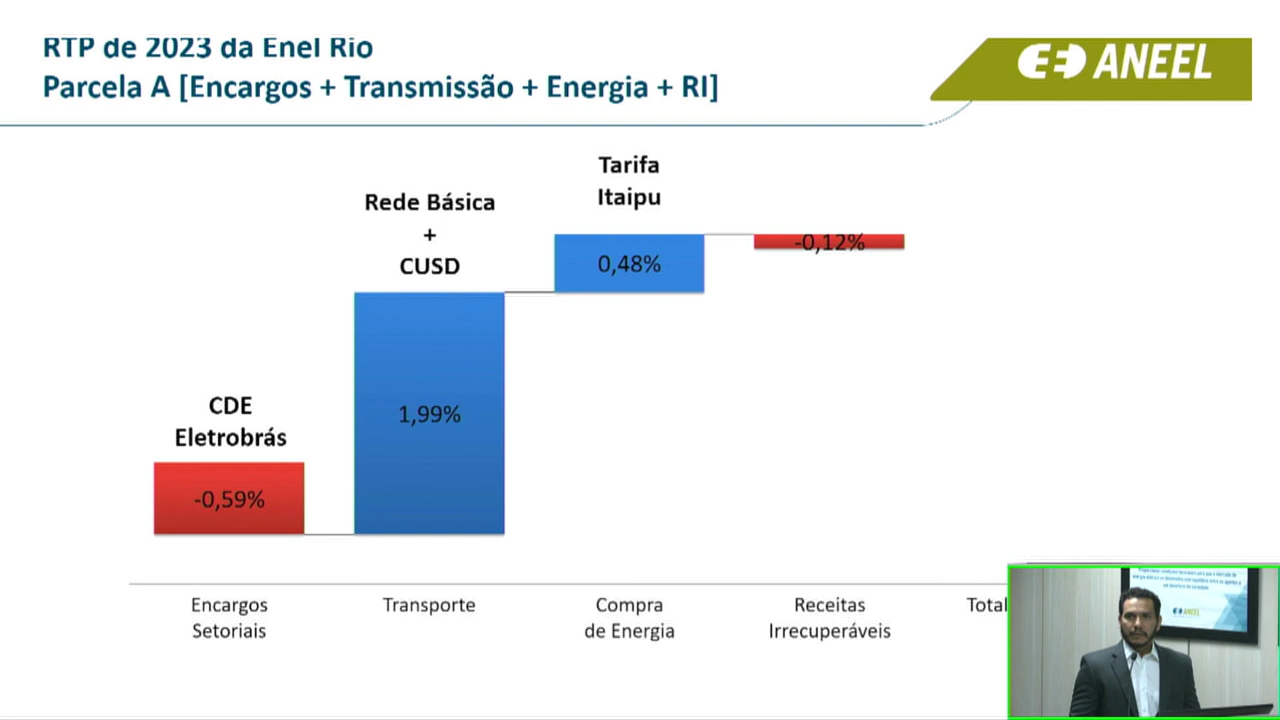 RTP de 2023 da Enel Rio
Parcela A [Encargos + Transmissão + Energia + RI]
ANEEL
Tarifa
Itaipu
Rede Básica
+
CUSD
-0,12%
0,48%
CDE
Eletrobrás
1,99%
-0,59%
Encargos
Setoriais
Transporte
Compra
de Energia
Receitas
Irrecuperáveis
Total
ANEEL